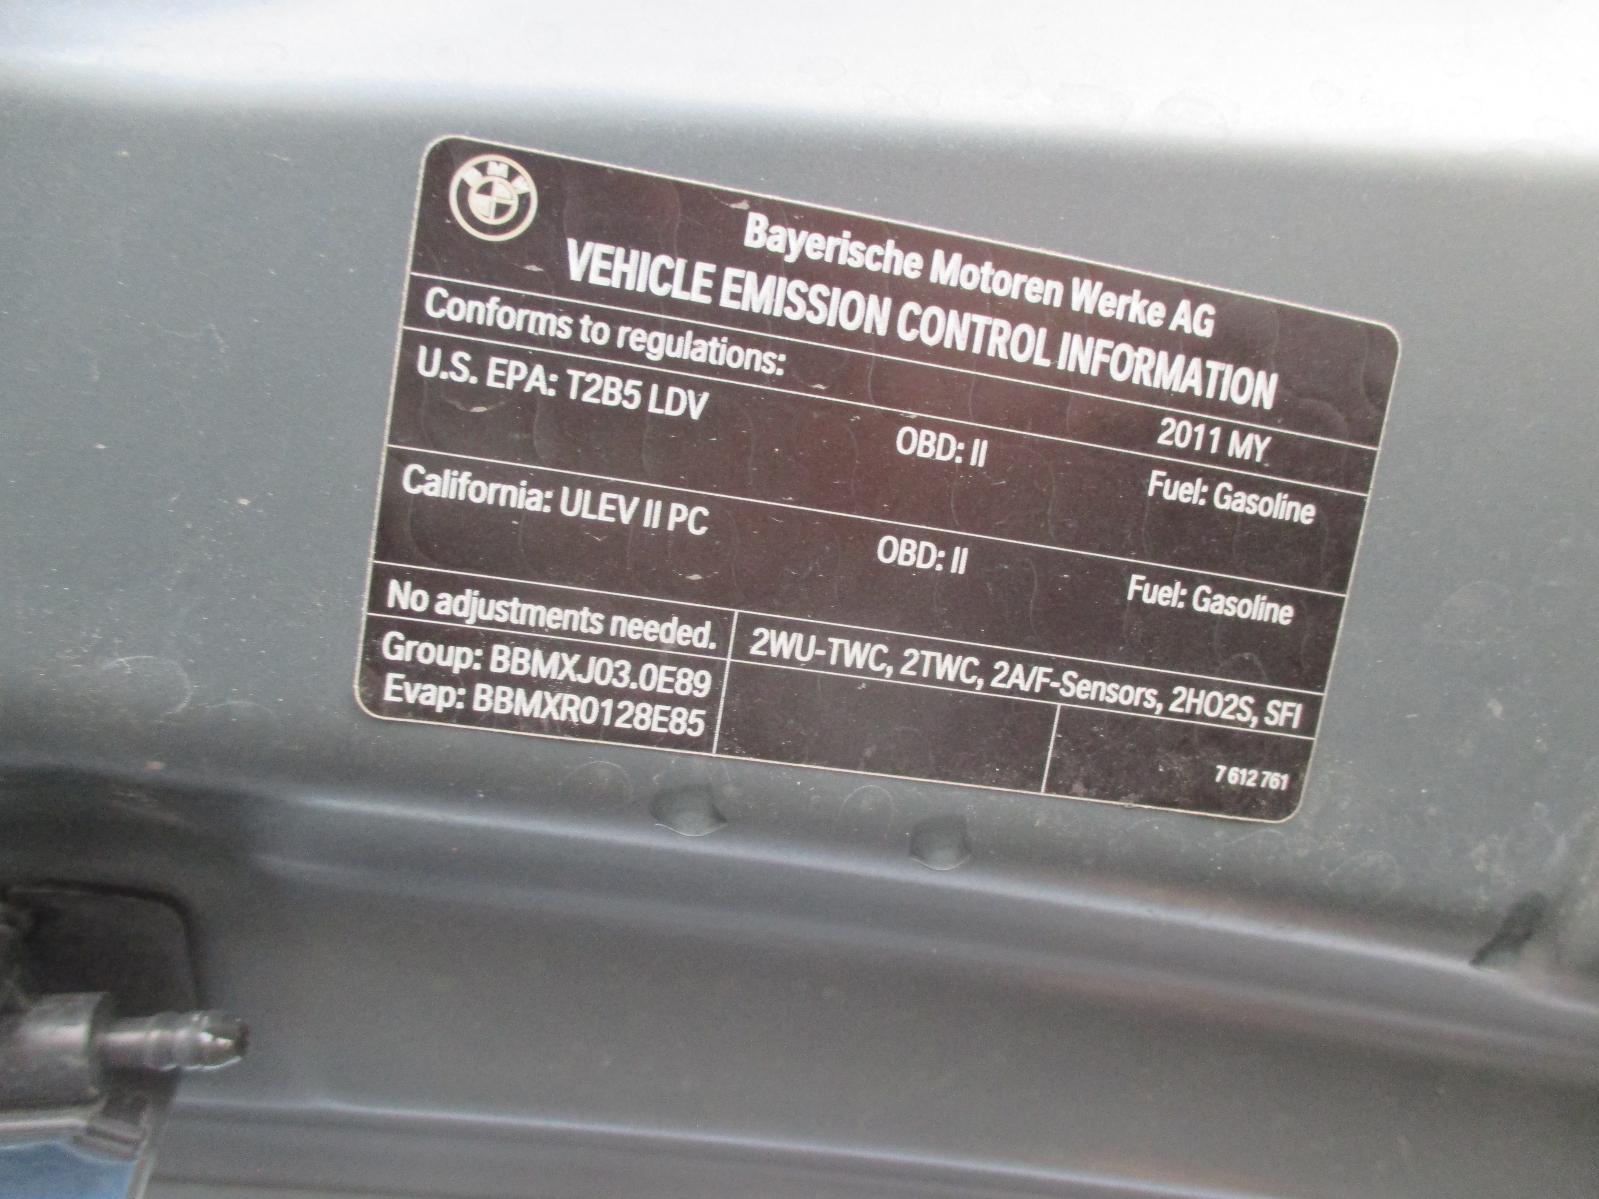 BMW
Bayerische Motoren Werke AG
VEHICLE EMISSION CONTROL INFORMATION
Conforms to regulations: 2011 MY
U.S. EPA: T2B5 LDV OBD: II Fuel: Gasoline
California: ULEV II PC OBD: II Fuel: Gasoline
No adjustments needed. 2WU-TWC, 2TWC, 2A/F-Sensors, 2HO2S, SFI
Group: BBMXJ03.0E89
Evap: BBMXR0128E85
7 612 761